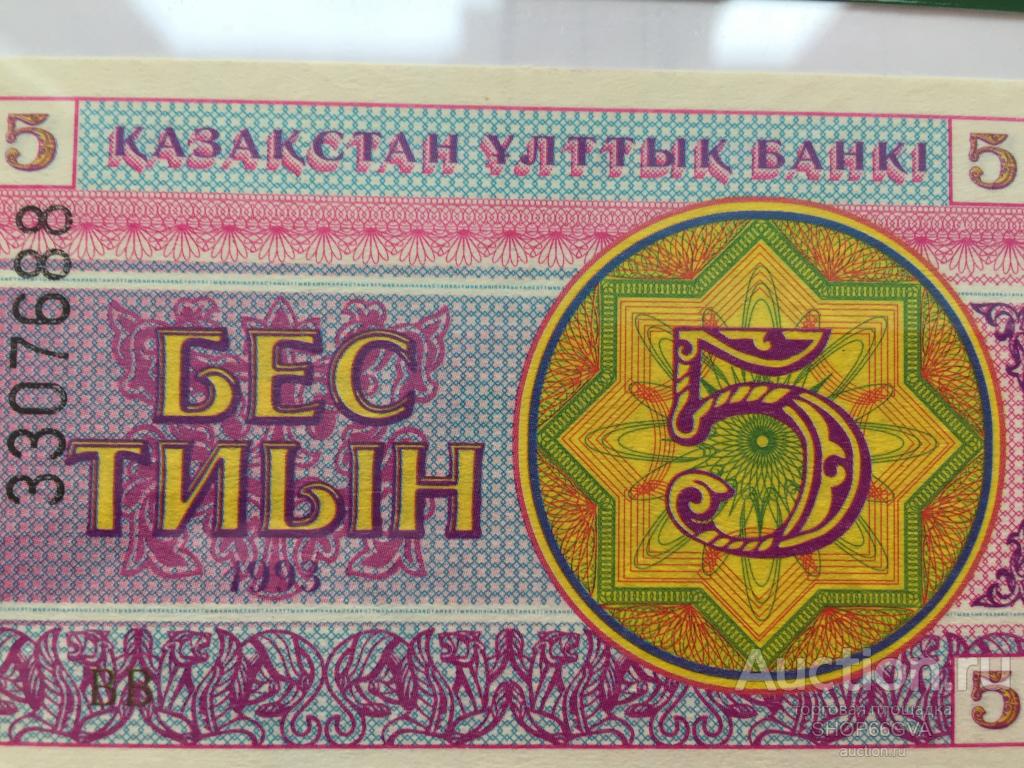 5 ҚАЗАҚСТАН ҰЛТТЫҚ БАНКІ 5
3307688
БЕС
ТИЫН
5
1993
ВВ
5
Auction.ru
торговая площадка
SHOP66GVA
auction.ru